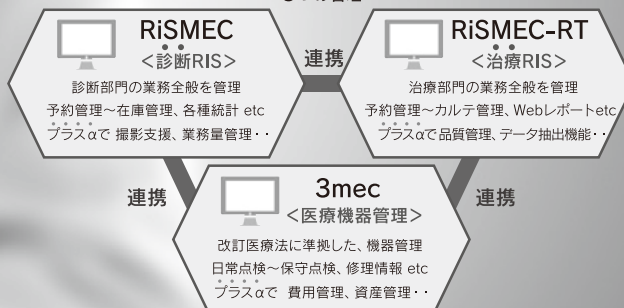 RiSMEC
<診断RIS>
診断部門の業務全般を管理
予約管理～在庫管理、各種統計 etc
プラスαで 撮影支援、業務量管理・・
連携
RiSMEC-RT
<治療RIS>
治療部門の業務全般を管理
予約管理～カルテ管理、Webレポートetc
プラスαで品質管理、データ抽出機能・・
連携
連携
3mec
<医療機器管理>
改訂医療法に準拠した、機器管理
日常点検～保守点検、修理情報 etc
プラスαで 費用管理、資産管理・・